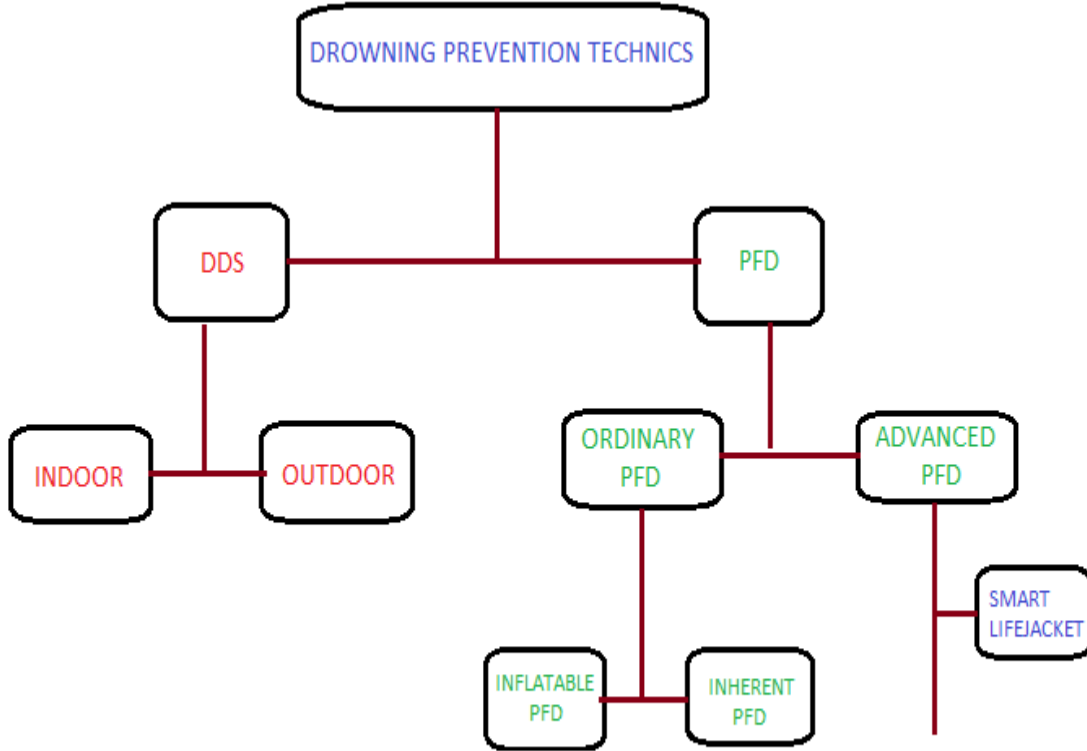 DROWNING PREVENTION TECHNICS
DDS
PFD
INDOOR
OUTDOOR
ORDINARY
PFD
ADVANCED
PFD
SMART
LIFEJACKET
INFLATABLE
PFD
INHERENT
PFD